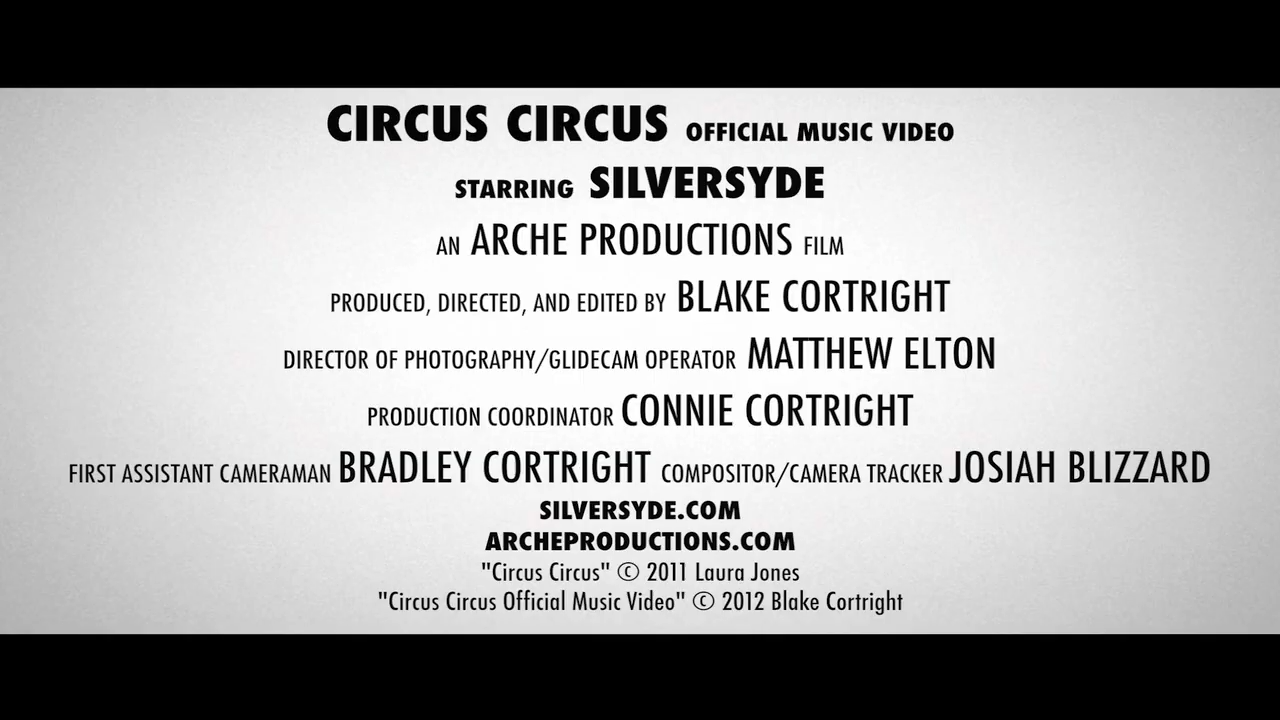 CIRCUS CIRCUS OFFICIAL MUSIC VIDEO
STARRING SILVERSYDE
AN ARCHE PRODUCTIONS FILM
PRODUCED, DIRECTED, AND EDITED BY BLAKE CORTRIGHT
DIRECTOR OF PHOTOGRAPHY/GLIDECAM OPERATOR MATTHEW ELTON
PRODUCTION COORDINATOR CONNIE CORTRIGHT
FIRST ASSISTANT CAMERAMAN BRADLEY CORTRIGHT COMPOSITOR/CAMERA TRACKER JOSIAH BLIZZARD
SILVERSYDE.COM
ARCHEPRODUCTIONS.COM
"Circus Circus" © 2011 Laura Jones
"Circus Circus Official Music Video" © 2012 Blake Cortright